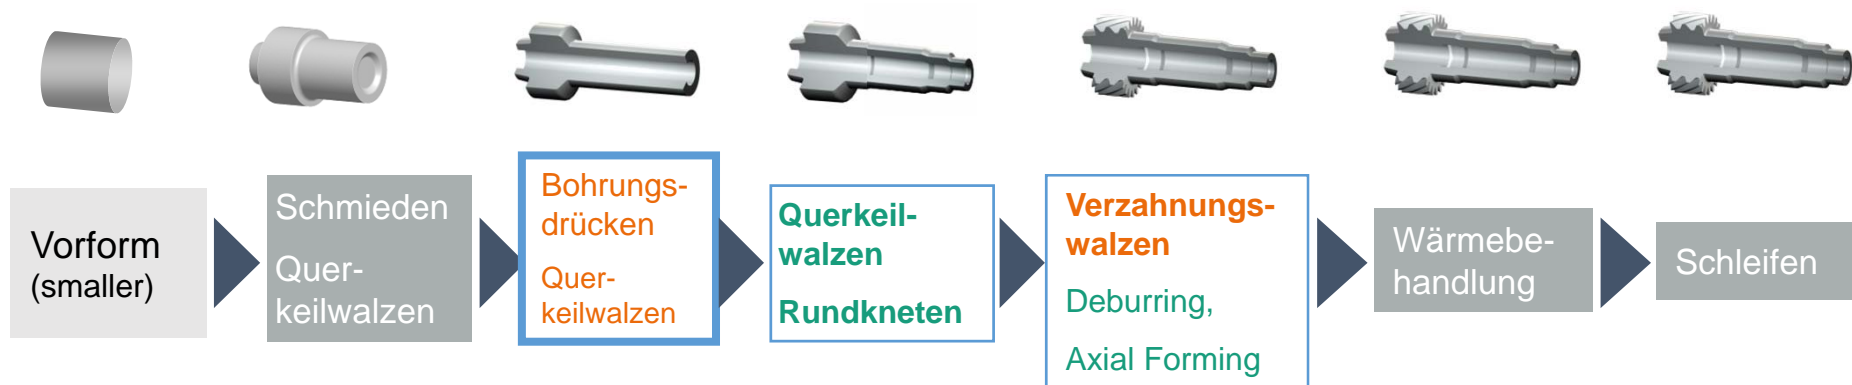 Vorform
(smaller)
Schmieden
Quer-
keilwalzen
Bohrungs-
drücken
Quer-
keilwalzen
Querkeil-
walzen
Rundkneten
Verzahnungs-
walzen
Deburring,
Axial Forming
Wärmebe-
handlung
Schleifen